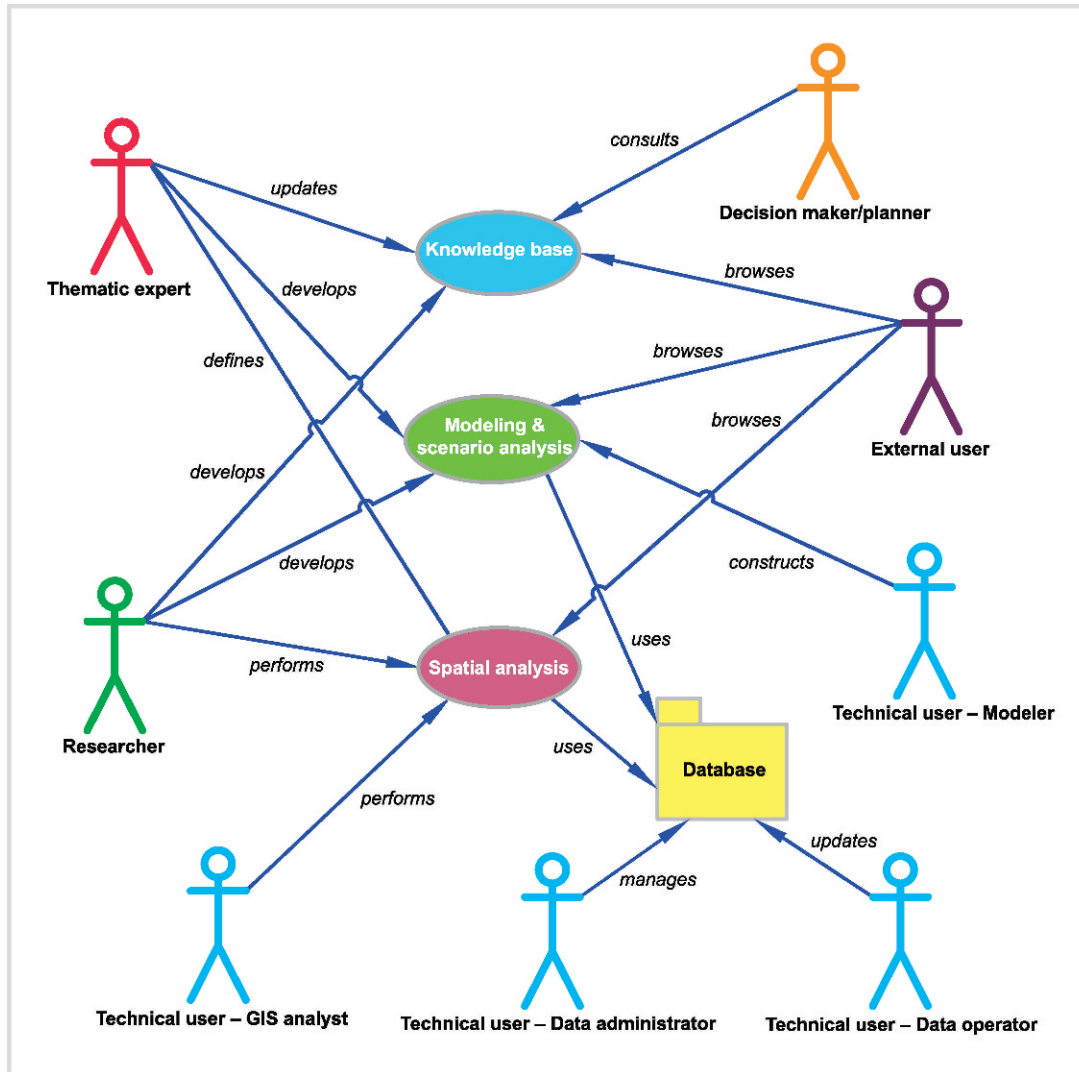 consults
Decision maker/planner
updates
Thematic expert
Knowledge base
browses
develops
defines
browses
browses
External user
Modeling &
scenario analysis
develops
develops
constructs
Researcher
performs
Spatial analysis
uses
Technical user – Modeler
uses
Database
performs
manages
updates
Technical user – GIS analyst
Technical user – Data administrator
Technical user – Data operator